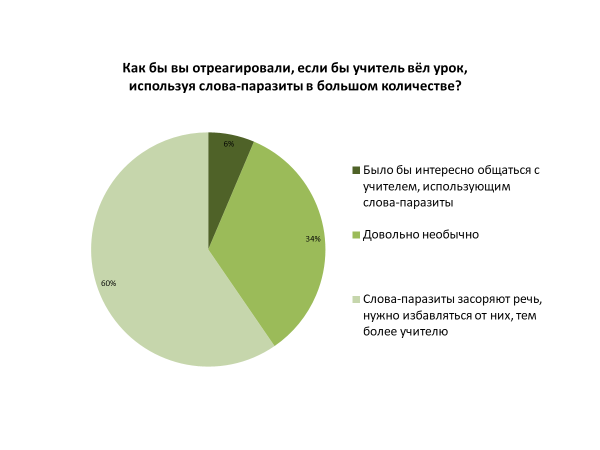 Как бы вы отреагировали, если бы учитель вёл урок,
используя слова-паразиты в большом количестве?
6%
34%
60%
Было бы интересно общаться с
учителем, использующим
слова-паразиты
Довольно необычно
Слова-паразиты засоряют речь,
нужно избавляться от них, тем
более учителю